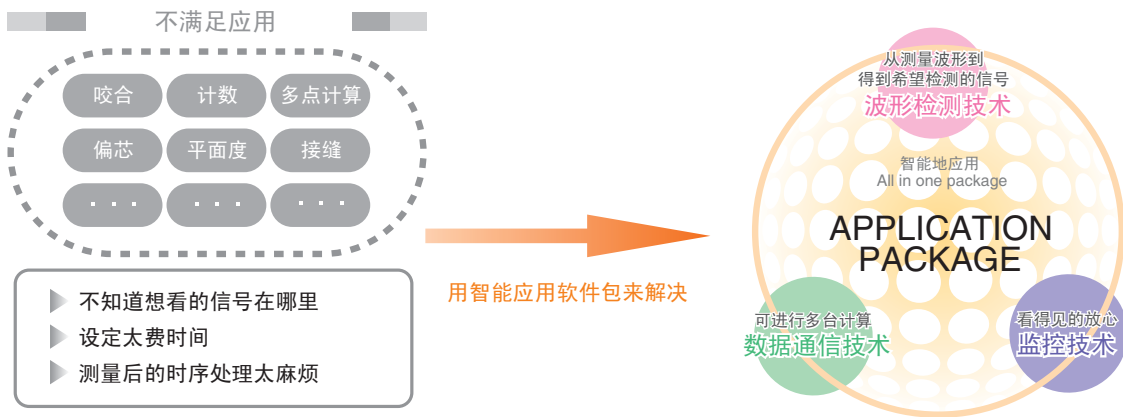 不满足应用
咬合
计数
多点计算
偏芯
平面度
接缝
· · ·
· · ·
· · ·
不知道想看的信号在哪里
设定太费时间
测量后的时序处理太麻烦
用智能应用软件包来解决
从测量波形到
得到希望检测的信号
波形检测技术
智能地应用
All in one package
APPLICATION
PACKAGE
可进行多台计算
数据通信技术
看得见的放心
监控技术